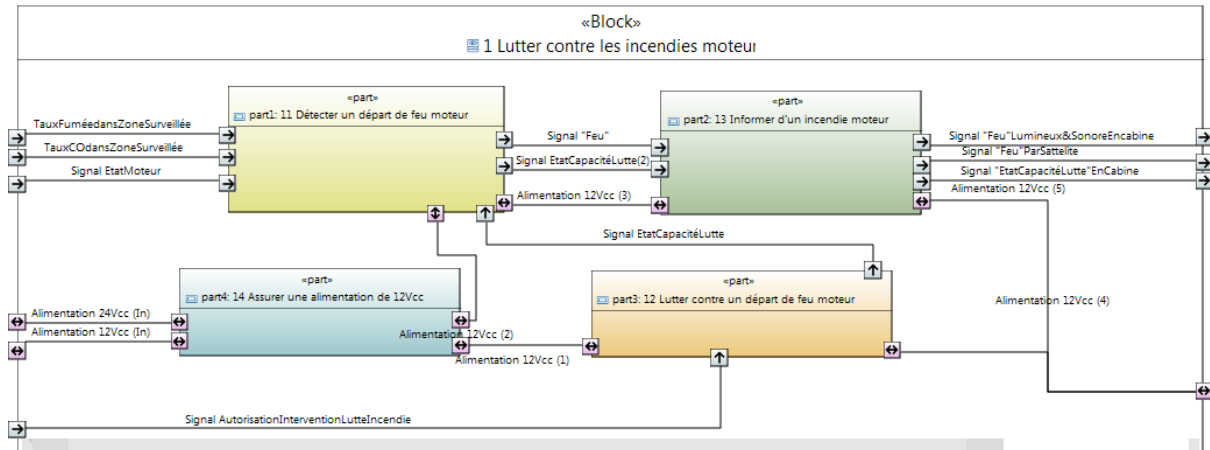 «Block»
1 Lutter contre les incendies moteur
«part»
part1: 11 Détecter un départ de feu moteur
«part»
part2: 13 Informer d'un incendie moteur
TauxFuméedansZoneSurveillée
TauxCOdansZoneSurveillée
Signal EtatMoteur
Signal "Feu"
Signal EtatCapacitéLutte(2)
Alimentation 12Vcc (3)
Signal "Feu"Lumineux&SonoreEncabine
Signal "Feu"ParSattelite
Signal "EtatCapacitéLutte"EnCabine
Alimentation 12Vcc (5)
Signal EtatCapacitéLutte
«part»
part4: 14 Assurer une alimentation de 12Vcc
«part»
part3: 12 Lutter contre un départ de feu moteur
Alimentation 24Vcc (In)
Alimentation 12Vcc (In)
Alimentation 12Vcc (2)
Alimentation 12Vcc (1)
Alimentation 12Vcc (4)
Signal AutorisationInterventionLutteIncendie